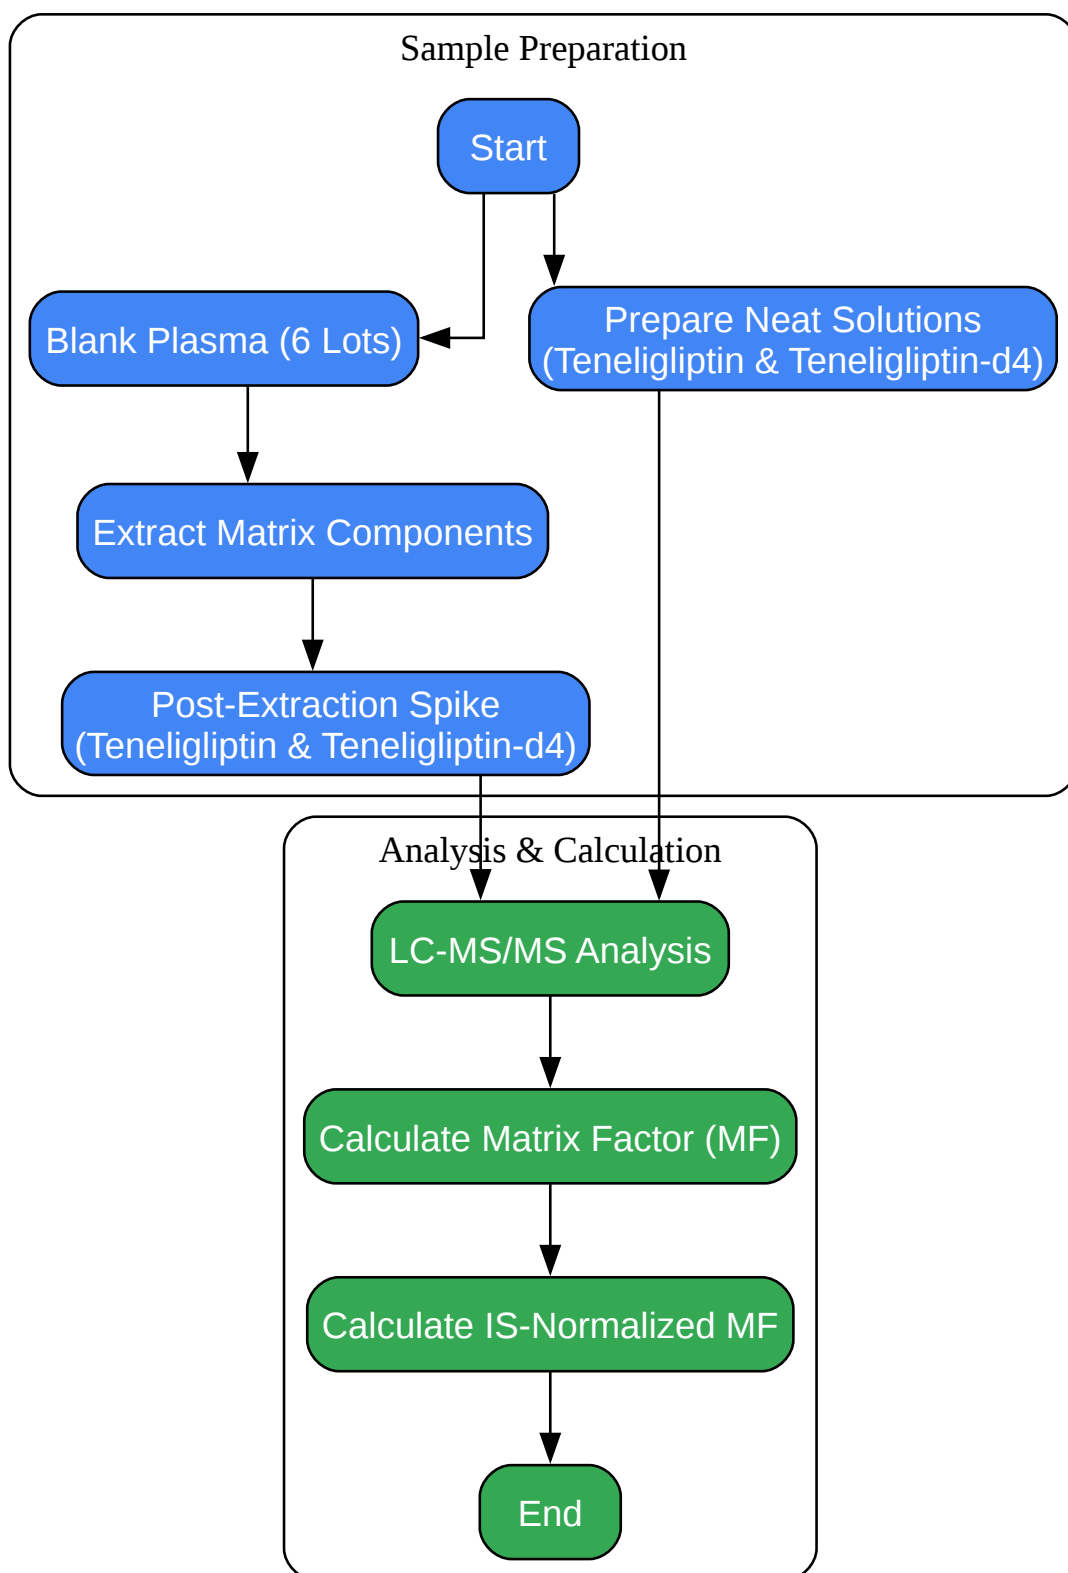 Sample Preparation
Start
Blank Plasma (6 Lots)
Prepare Neat Solutions
(Teneligliptin & Teneligliptin-d4)
Extract Matrix Components
Post-Extraction Spike
(Teneligliptin & Teneligliptin-d4)
Analysis & Calculation
LC-MS/MS Analysis
Calculate Matrix Factor (MF)
Calculate IS-Normalized MF
End